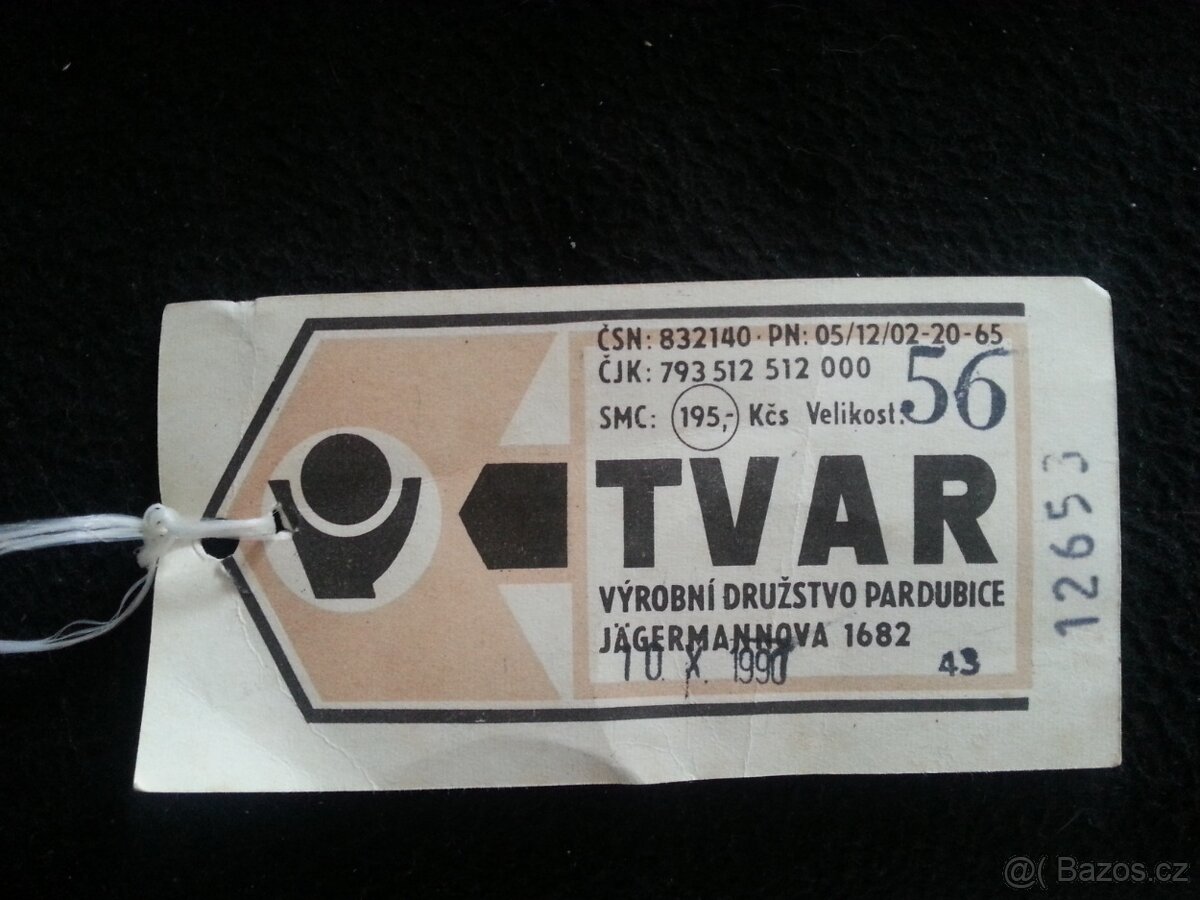 ČSN: 832140 · PN: 05/12/02-20-65
ČJK: 793 512 512 000
SMC: 195,- Kčs Velikost: 56
TVAR
VÝROBNÍ DRUŽSTVO PARDUBICE
JÄGERMANNOVA 1682
10. X. 1990 43
12653
@( Bazos.cz